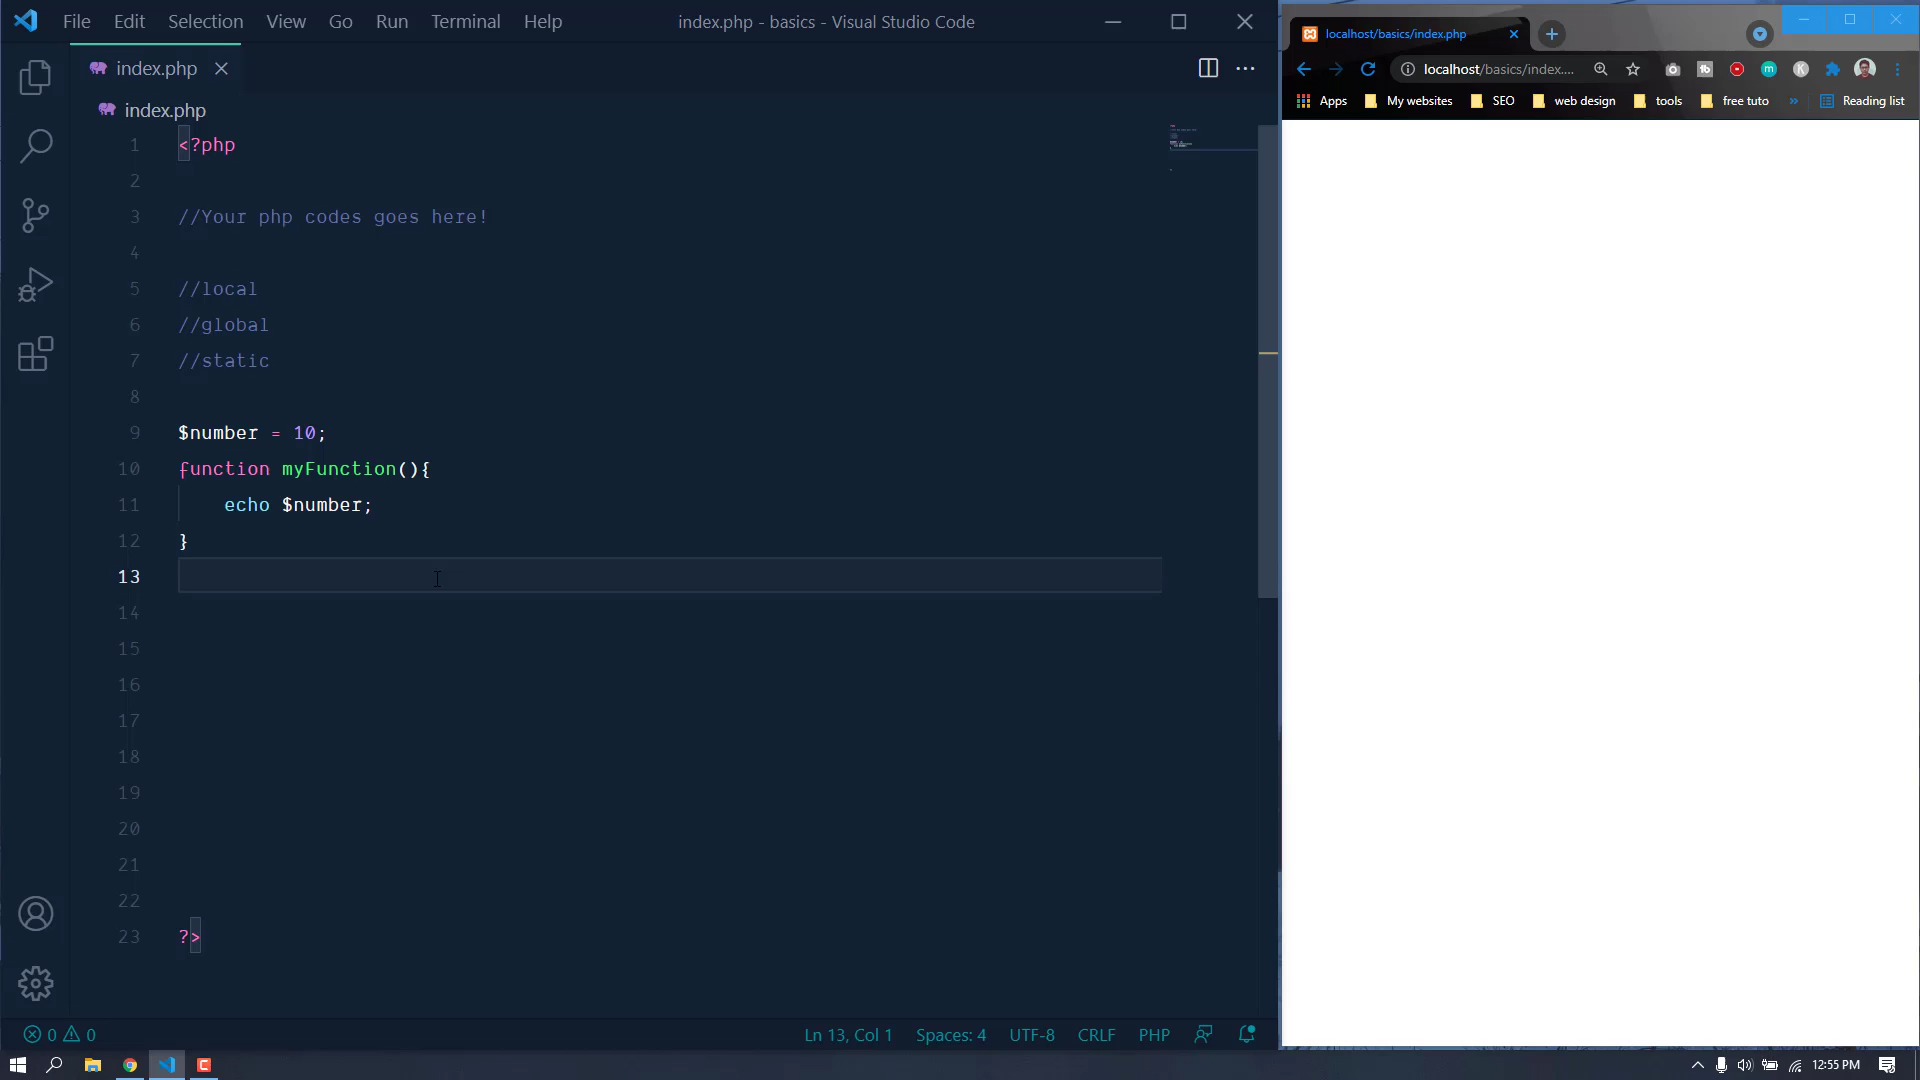 File Edit Selection View Go Run Terminal Help
index.php - basics - Visual Studio Code
index.php
index.php
1 <?php
2
3 //Your php codes goes here!
4
5 //local
6 //global
7 //static
8
9 $number = 10;
10 function myFunction(){
11 echo $number;
12 }
13
14
15
16
17
18
19
20
21
22
23 ?>
0 0
Ln 13, Col 1 Spaces: 4 UTF-8 CRLF PHP
localhost/basics/index.php
localhost/basics/index....
Apps My websites SEO web design tools free tuto » Reading list
12:55 PM